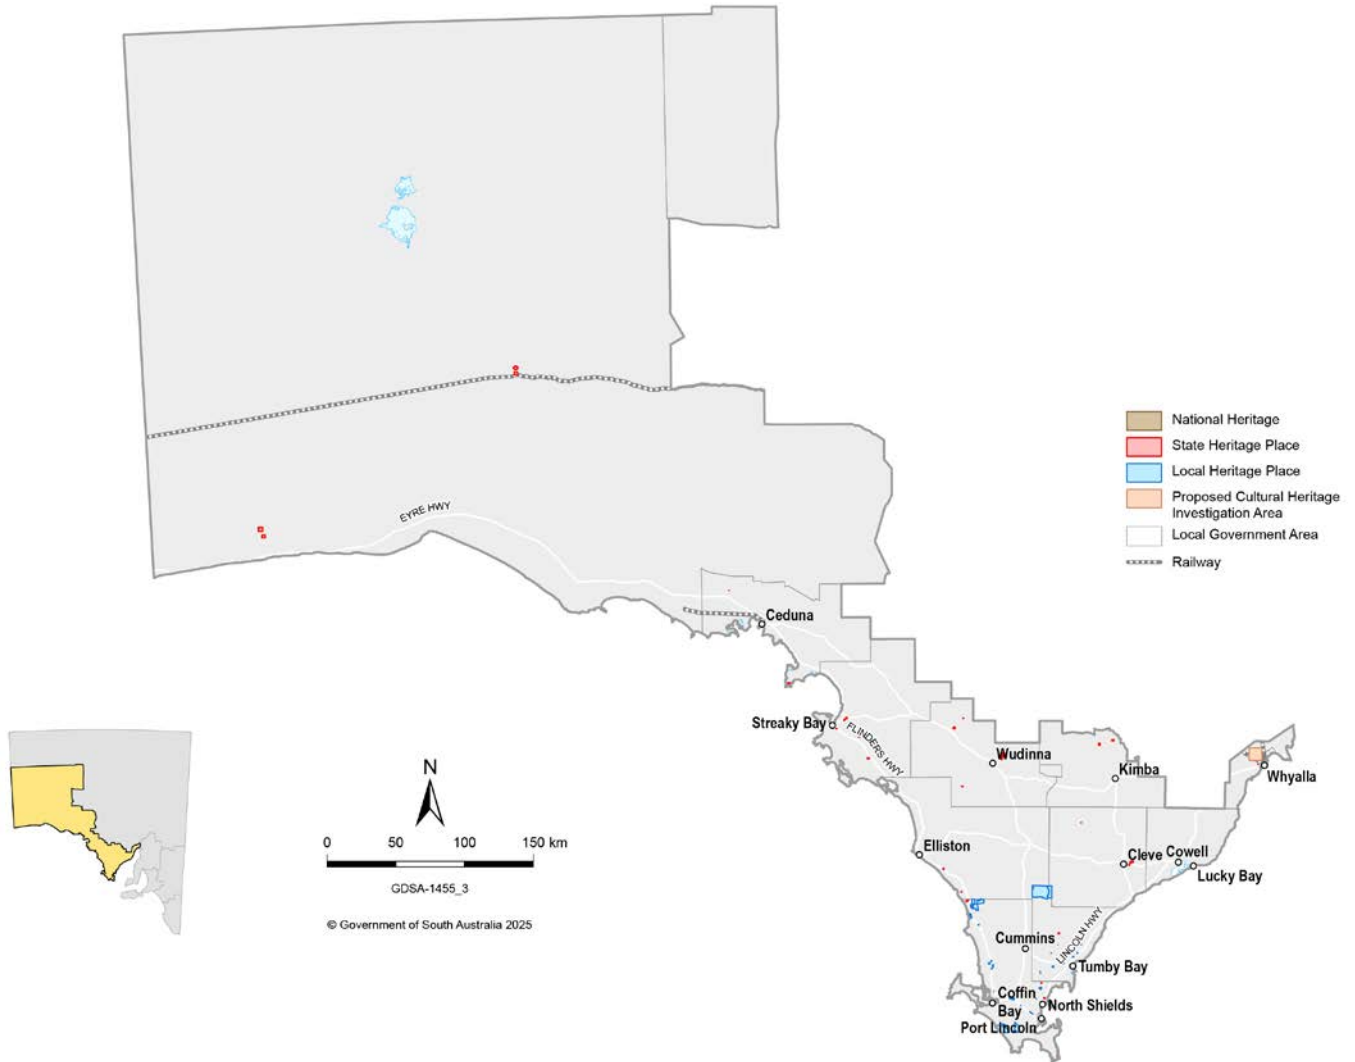 National Heritage
State Heritage Place
Local Heritage Place
Proposed Cultural Heritage
Investigation Area
Local Government Area
Railway
EYRE HWY
Ceduna
Streaky Bay
FLINDERS HWY
Wudinna
Kimba
Whyalla
Elliston
Cleve
Cowell
Lucky Bay
LINCOLN HWY
Cummins
Tumby Bay
Coffin
Bay
North Shields
Port Lincoln
N
0 50 100 150 km
GDSA-1455_3
© Government of South Australia 2025